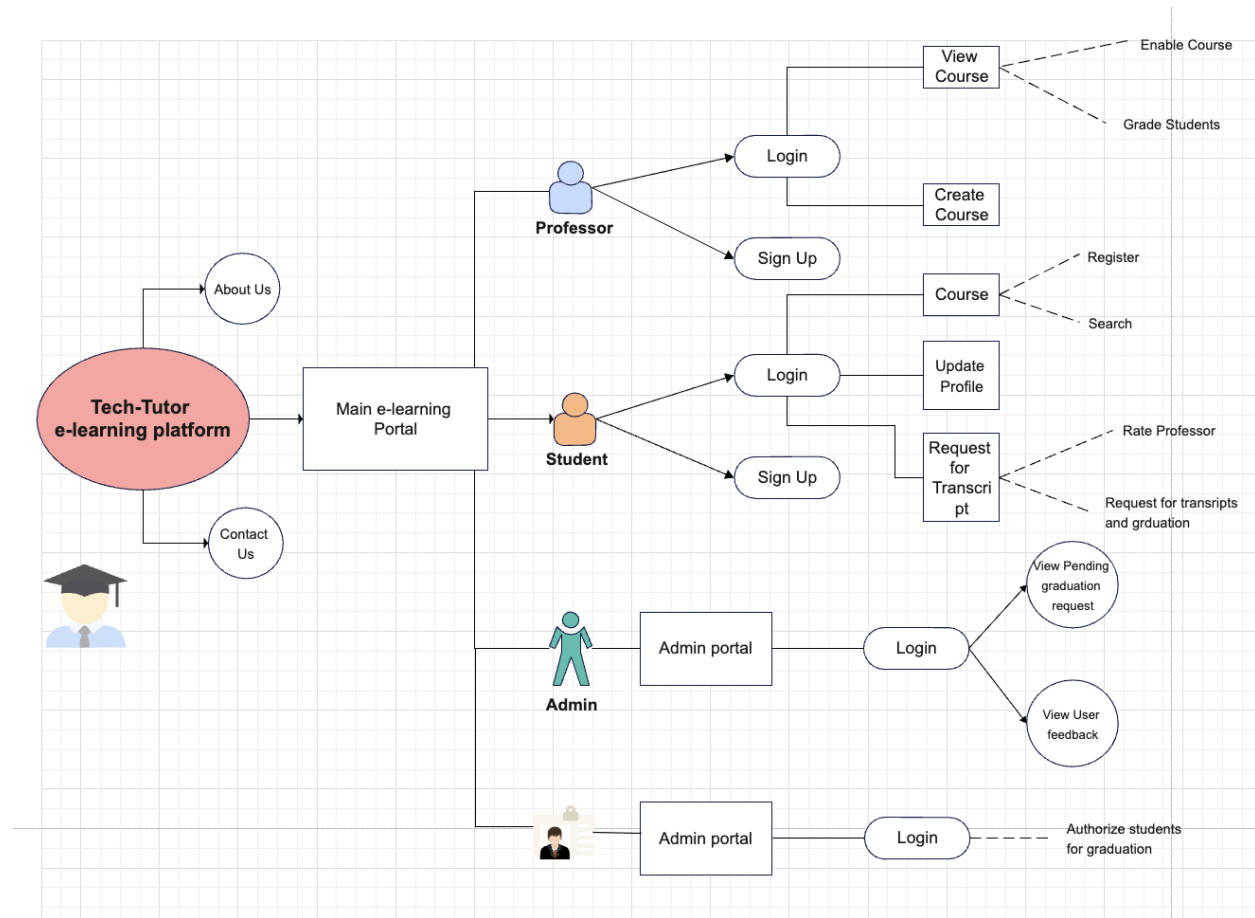 Enable Course
View
Course
Grade Students
Login
Create
Course
Professor
Sign Up
Register
About Us
Course
Search
Login
Update
Profile
Tech-Tutor
e-learning platform
Main e-learning
Portal
Student
Sign Up
Rate Professor
Request
for
Transcri
pt
Request for transripts
and grduation
Contact
Us
View Pending
graduation
request
Admin portal
Login
Admin
View User
feedback
Admin portal
Login
Authorize students
for graduation